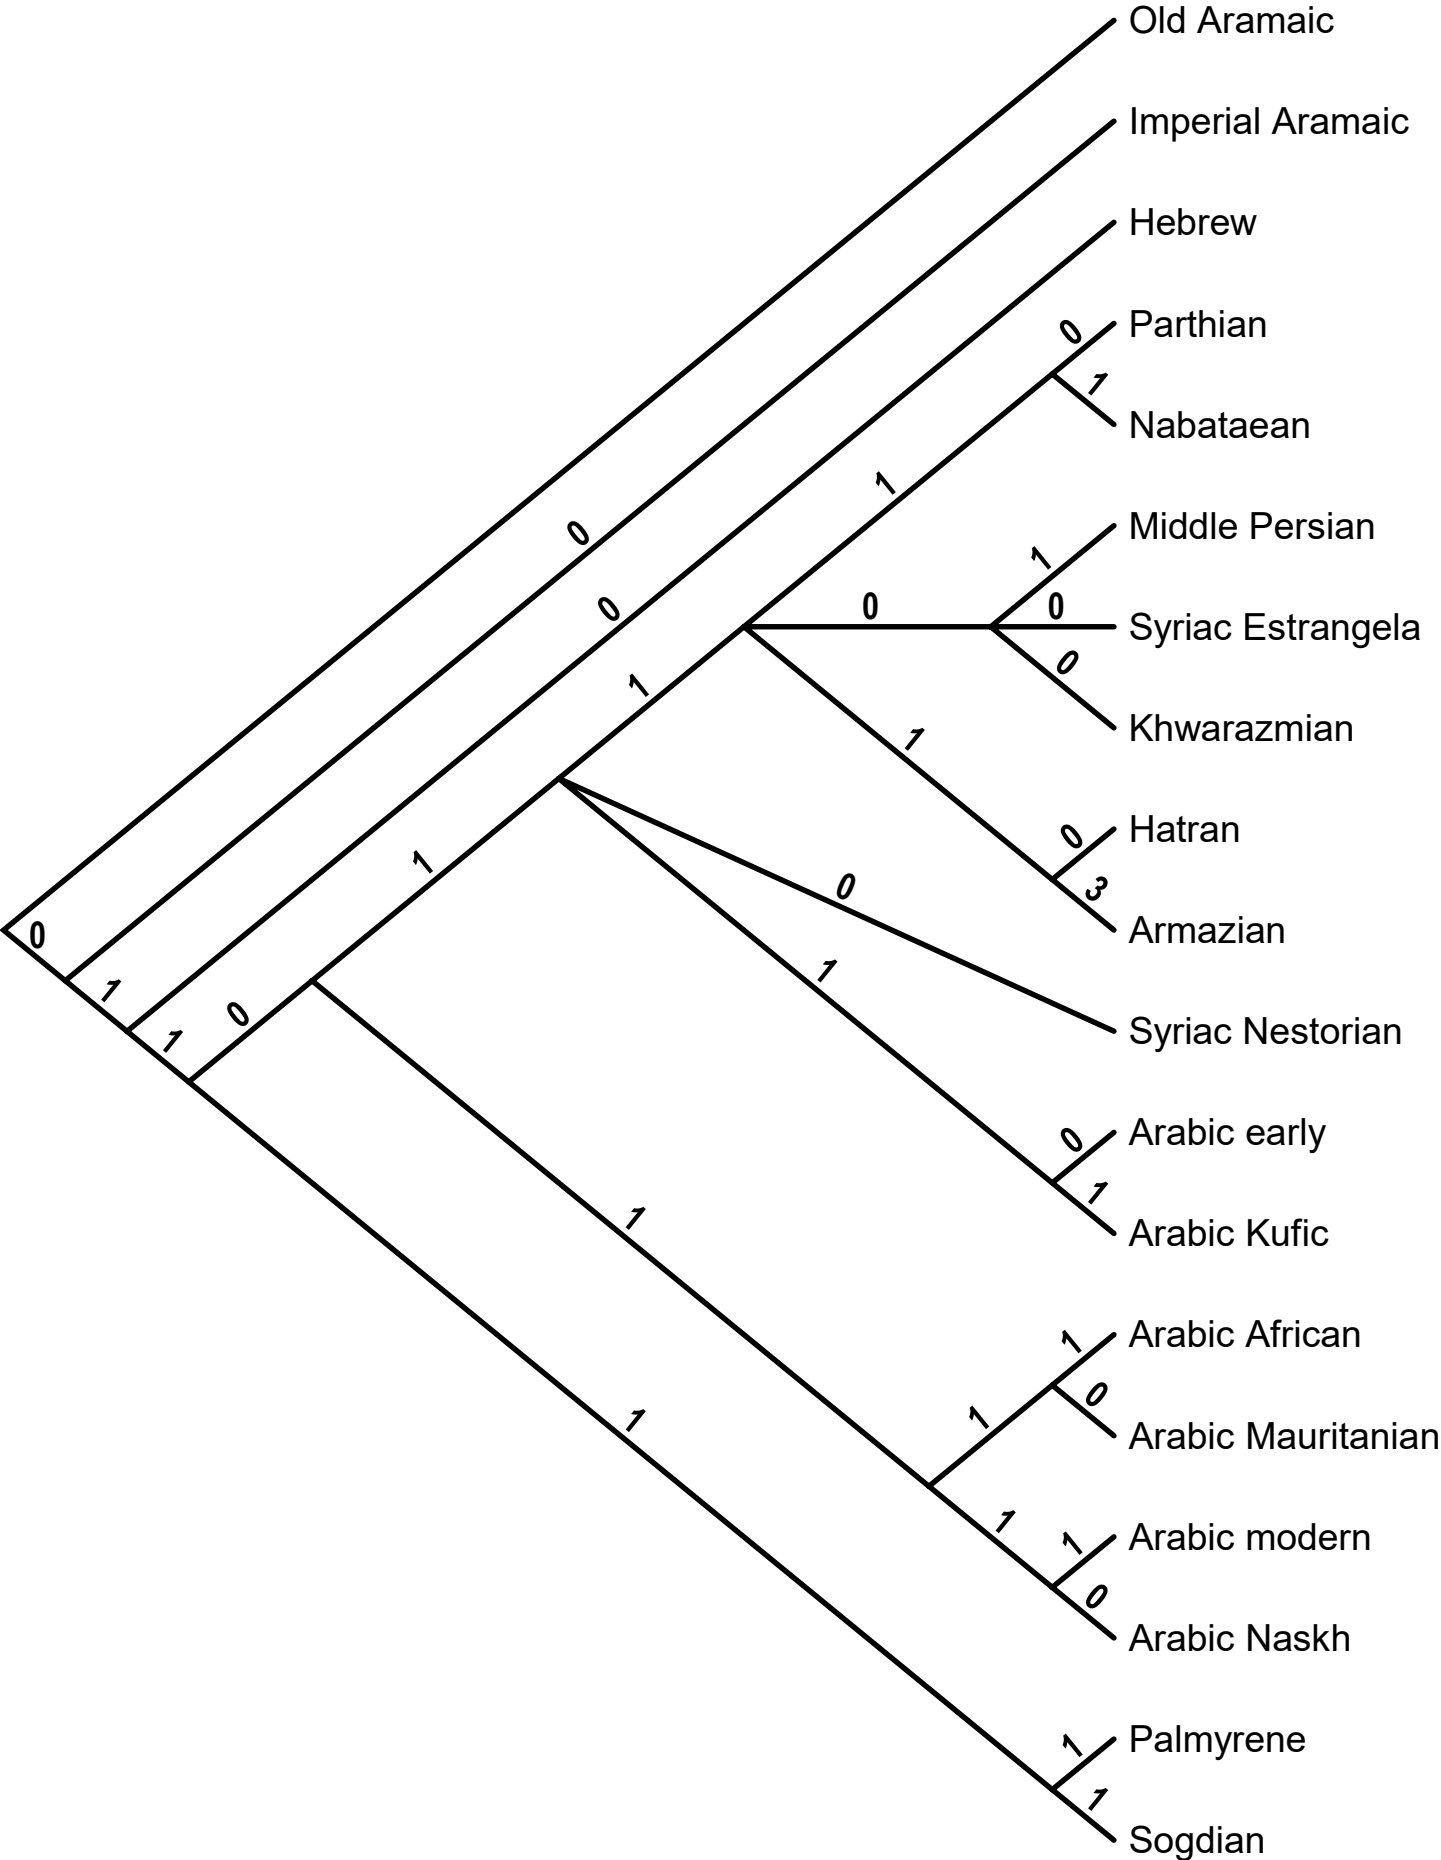 Old Aramaic
Imperial Aramaic
Hebrew
0 Parthian
1
Nabataean
1
Middle Persian
0
1
0 0
Syriac Estrangela
0
0
1
Khwarazmian
1
0 Hatran
1
0
3
0
Armazian
1
1
0
Syriac Nestorian
1
0 Arabic early
1
1
Arabic Kufic
1
Arabic African
0
1
1
Arabic Mauritanian
1
1
Arabic modern
0
Arabic Naskh
1
Palmyrene
1
Sogdian